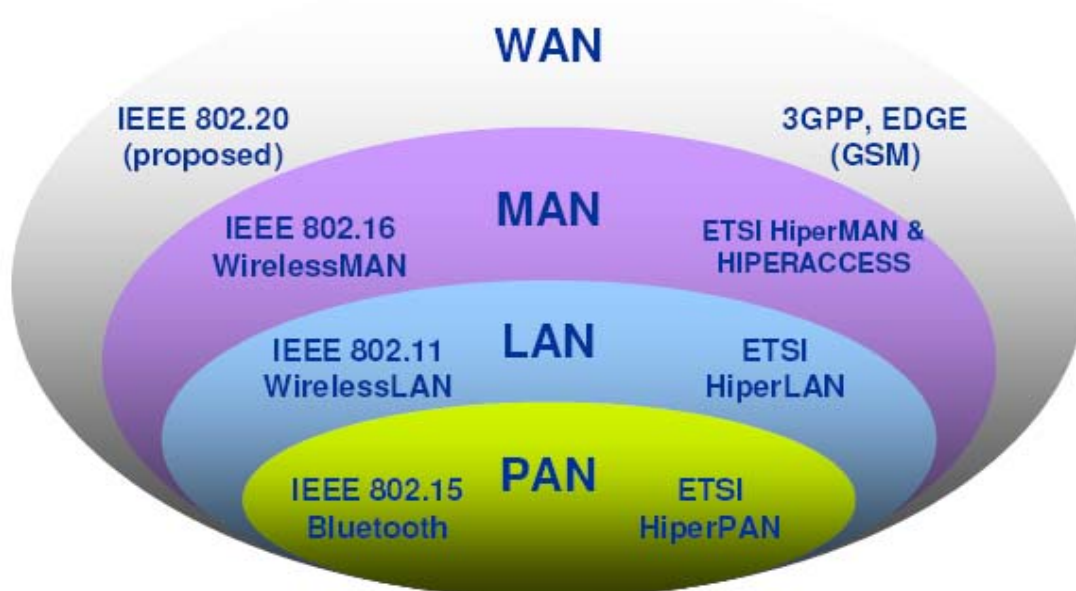 WAN
IEEE 802.20
(proposed)
3GPP, EDGE
(GSM)
MAN
IEEE 802.16
WirelessMAN
ETSI HiperMAN &
HIPERACCESS
LAN
IEEE 802.11
WirelessLAN
ETSI
HiperLAN
PAN
IEEE 802.15
Bluetooth
ETSI
HiperPAN